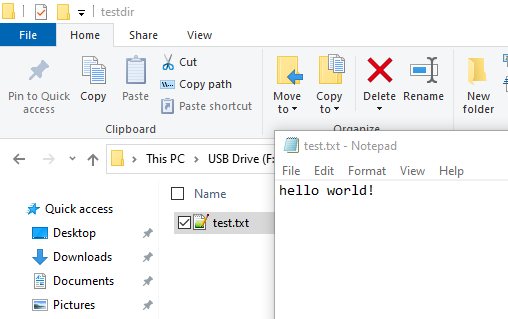 testdir
File
Home
Share
View
Pin to Quick access
Copy
Paste
Cut
Copy path
Paste shortcut
Clipboard
Move to
Copy to
Delete
Rename
New folder
Organize
This PC
USB Drive (F:
Name
Quick access
Desktop
Downloads
Documents
Pictures
test.txt
test.txt - Notepad
File
Edit
Format
View
Help
hello world!